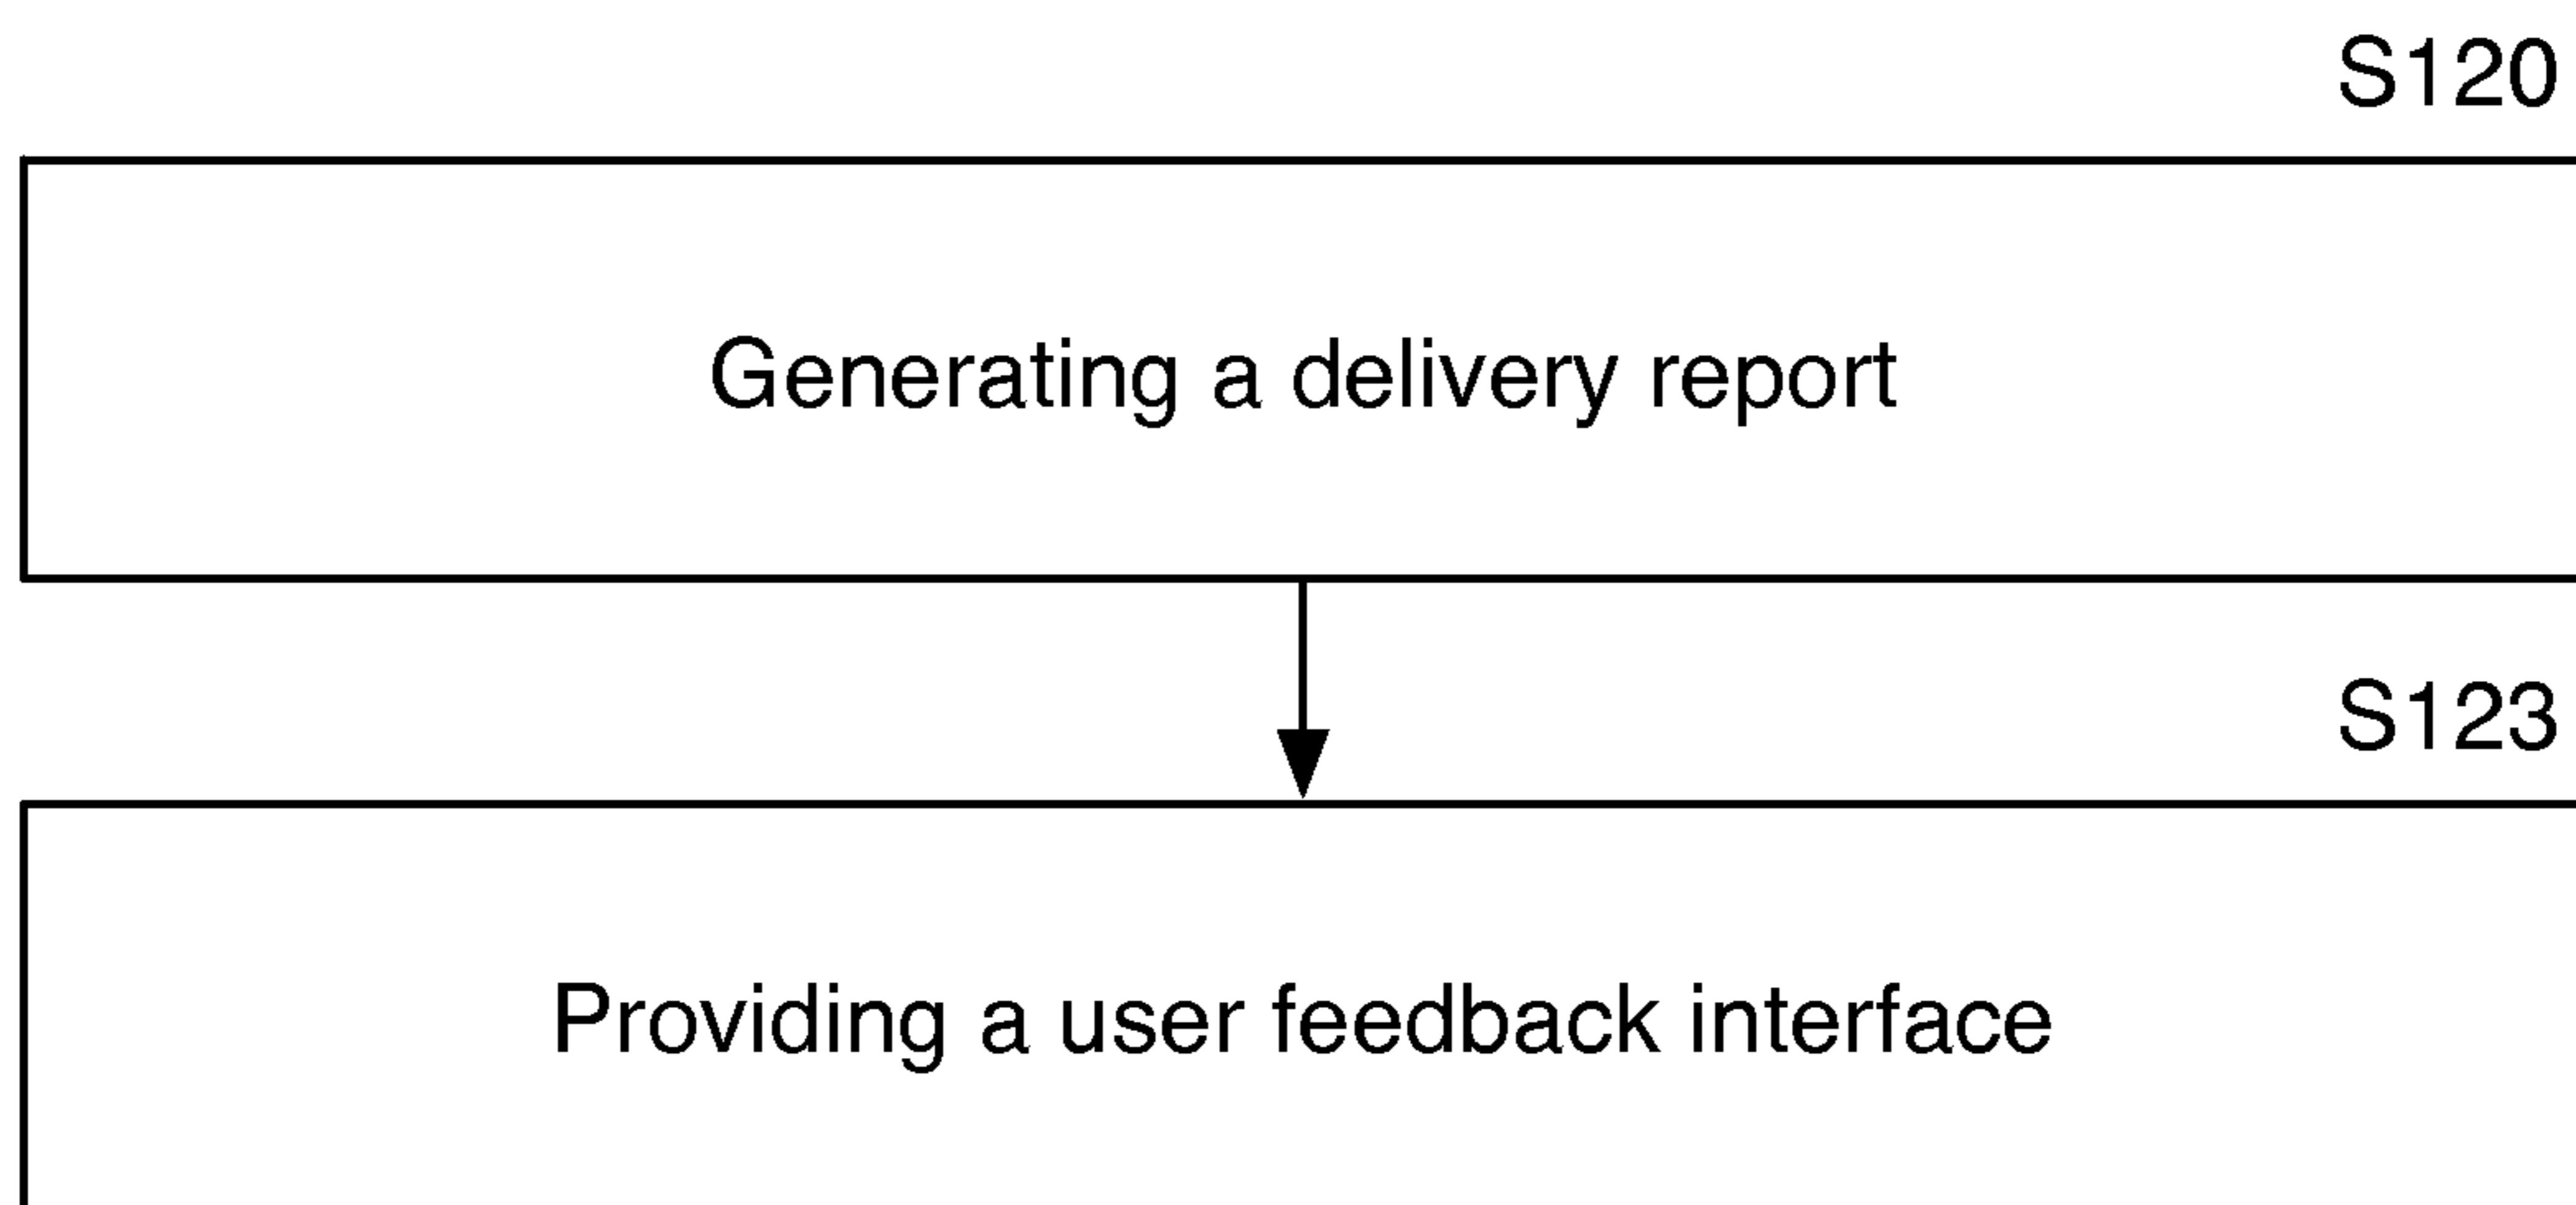 S120
Generating a delivery report
S123
Providing a user feedback interface